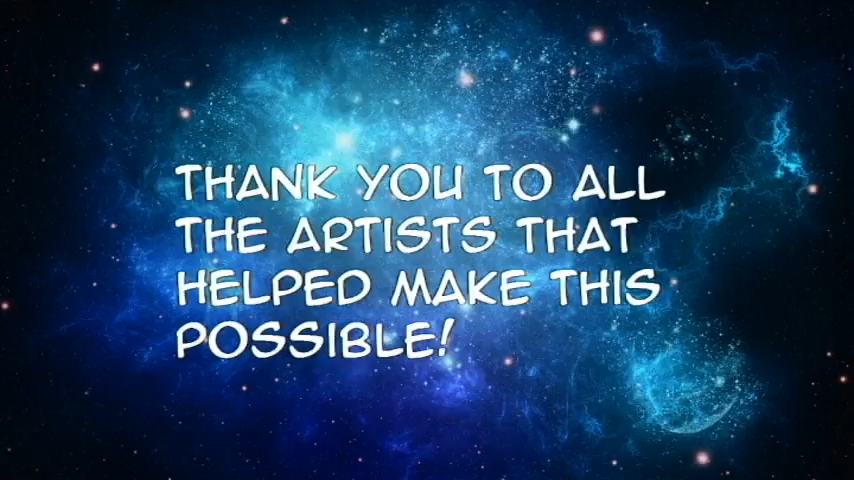 THANK YOU TO ALL
THE ARTISTS THAT
HELPED MAKE THIS
POSSIBLE!